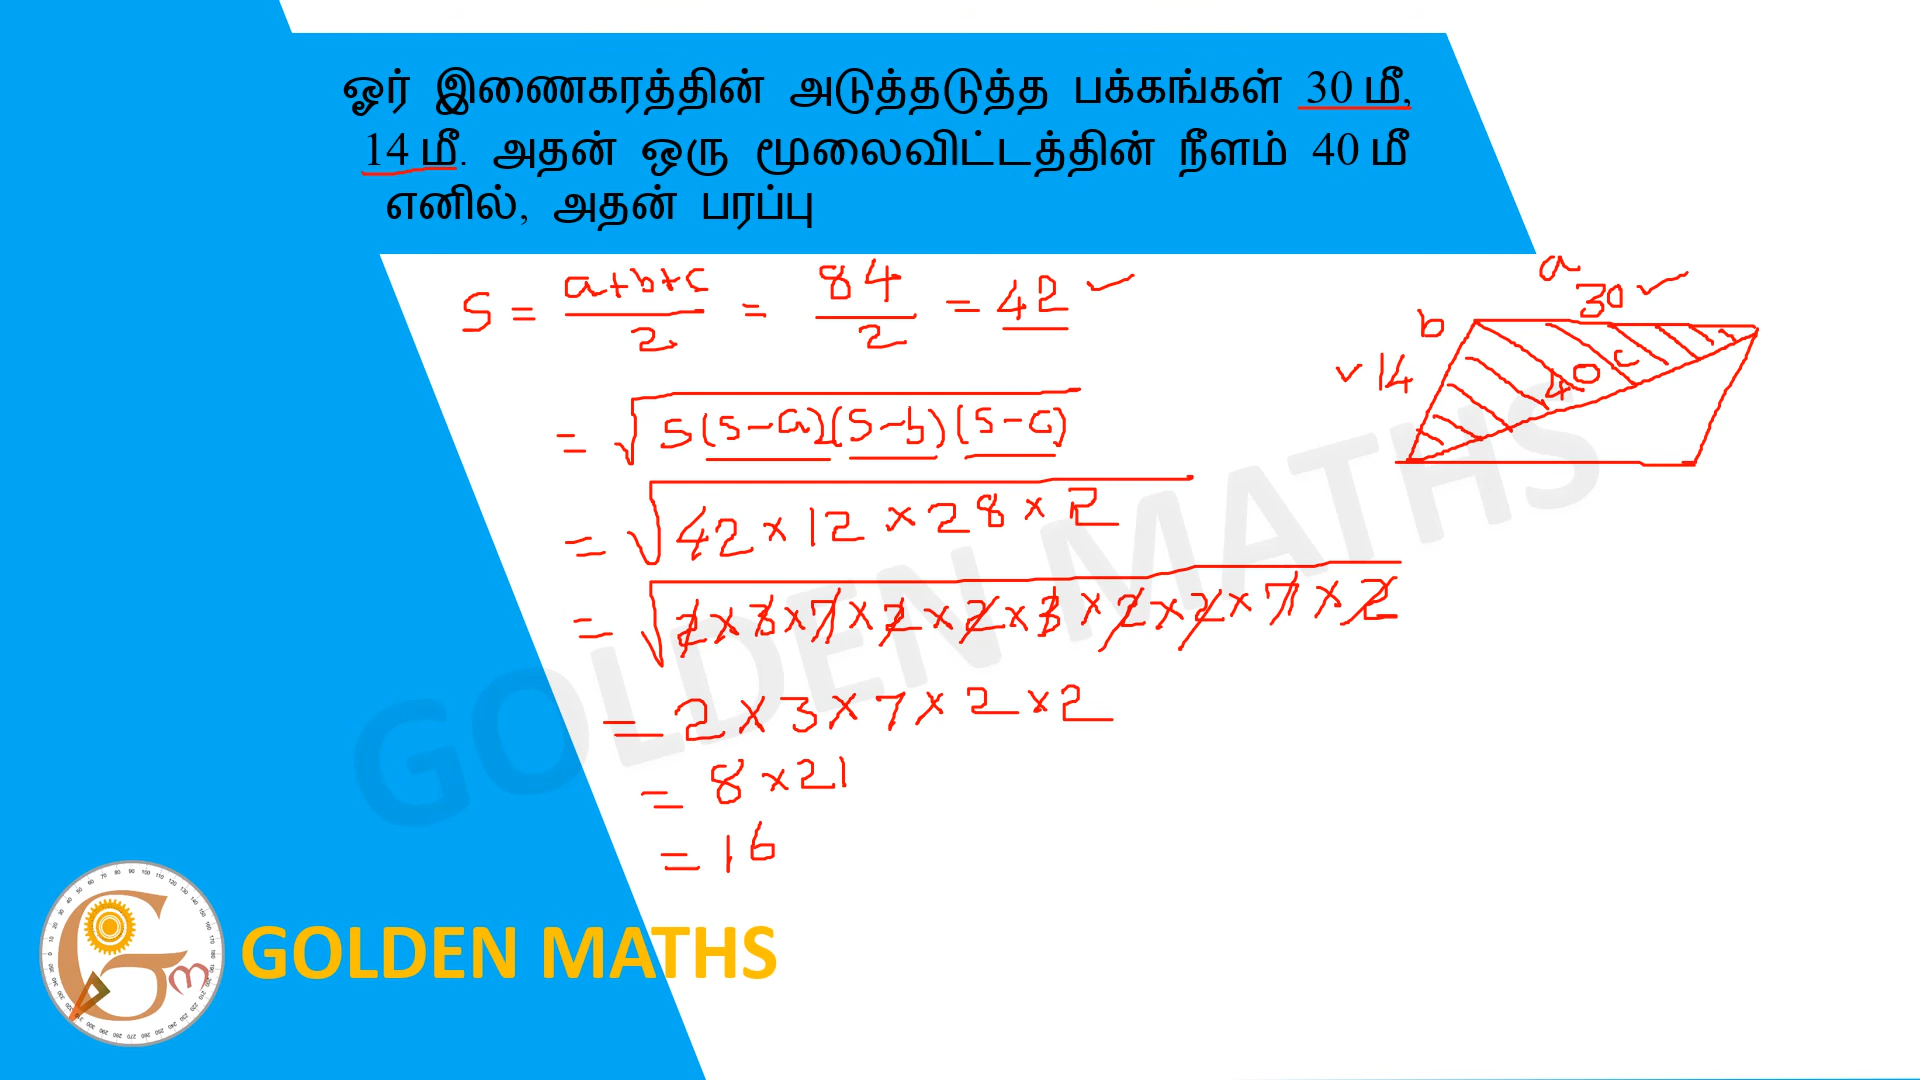 ஓர் இணைகரத்தின் அடுத்தடுத்த பக்கங்கள் 30 மீ,
14 மீ. அதன் ஒரு மூலைவிட்டத்தின் நீளம் 40 மீ
எனில், அதன் பரப்பு
S = a+b+c/2 = 84/2 = 42 ✓
a
30 ✓
b
✓ 14
40 c
= √s(s-a)(s-b)(s-c)
= √42 × 12 × 28 × 2
= √2×3×7×2×2×3×2×2×7×2
= 2 × 3 × 7 × 2 × 2
= 8 × 21
= 16
GOLDEN MATHS
GOLDEN MATHS
G m